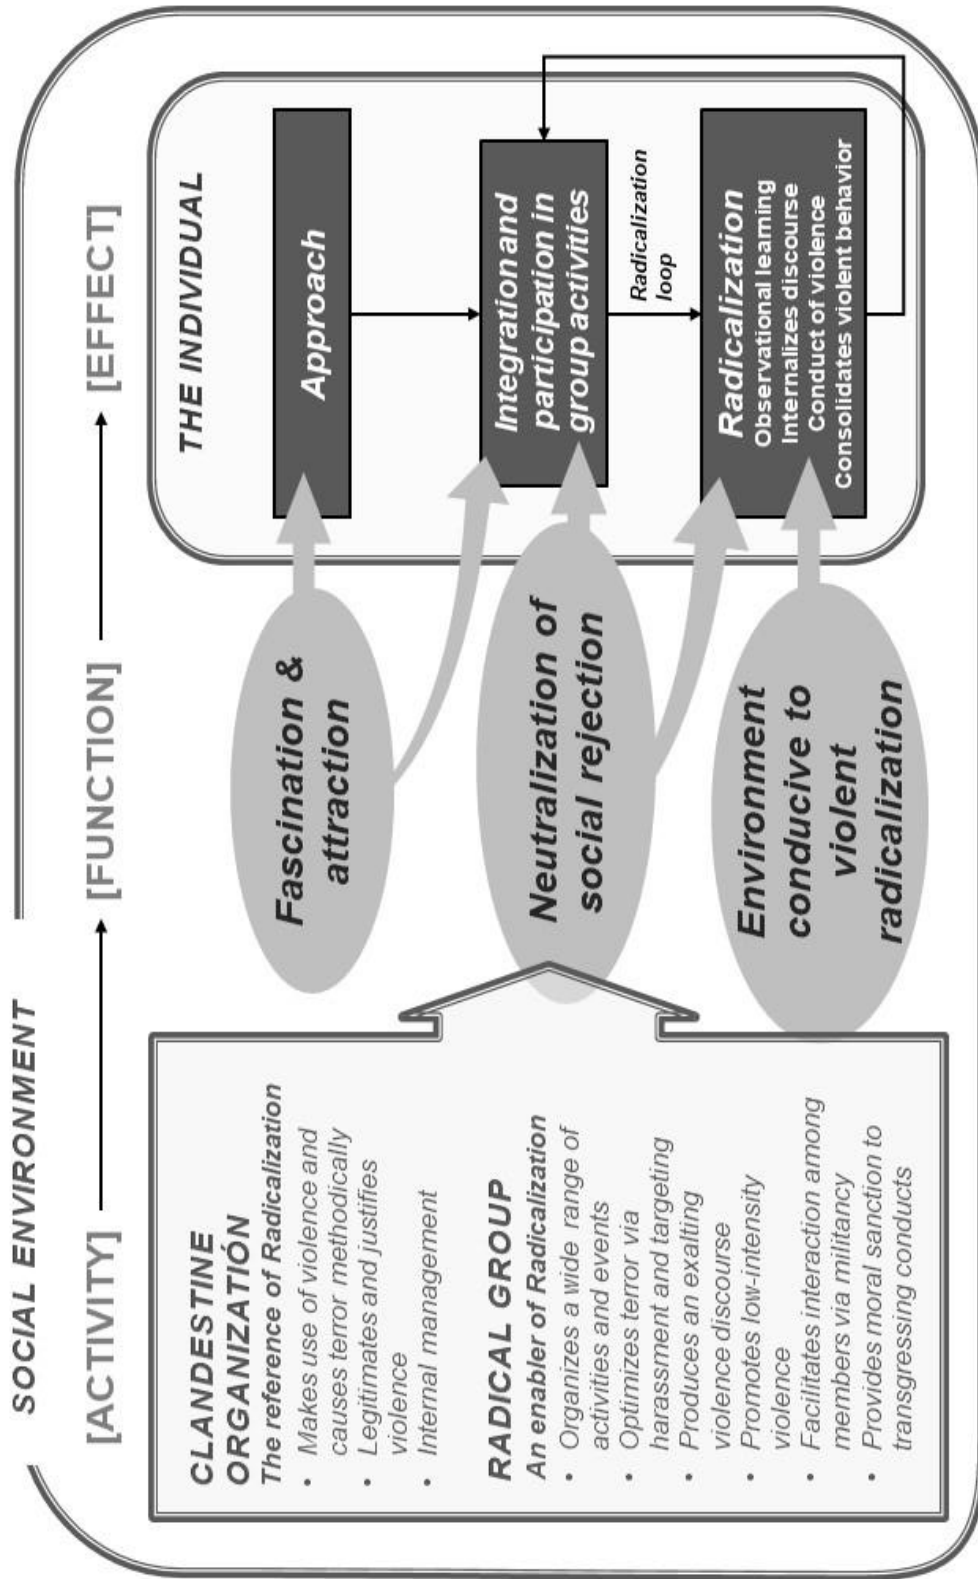 SOCIAL ENVIRONMENT
[ACTIVITY]
[FUNCTION]
[EFFECT]
CLANDESTINE
ORGANIZATIÓN
The reference of Radicalization
• Makes use of violence and
causes terror methodically
• Legitimates and justifies
violence
• Internal management
RADICAL GROUP
An enabler of Radicalization
• Organizes a wide range of
activities and events
• Optimizes terror via
harassment and targeting
• Produces an exalting
violence discourse
• Promotes low-intensity
violence
• Facilitates interaction among
members via militancy
• Provides moral sanction to
transgressing conducts
Fascination &
attraction
Neutralization of
social rejection
Environment
conducive to
violent
radicalization
THE INDIVIDUAL
Approach
Integration and
participation in
group activities
Radicalization
loop
Radicalization
Observational learning
Internalizes discourse
Conduct of violence
Consolidates violent behavior